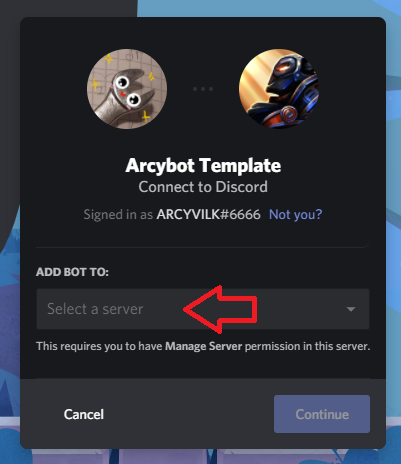 Arcybot Template
Connect to Discord
Signed in as ARCYVILK#6666 Not you?
ADD BOT TO:
Select a server
This requires you to have Manage Server permission in this server.
Cancel
Continue